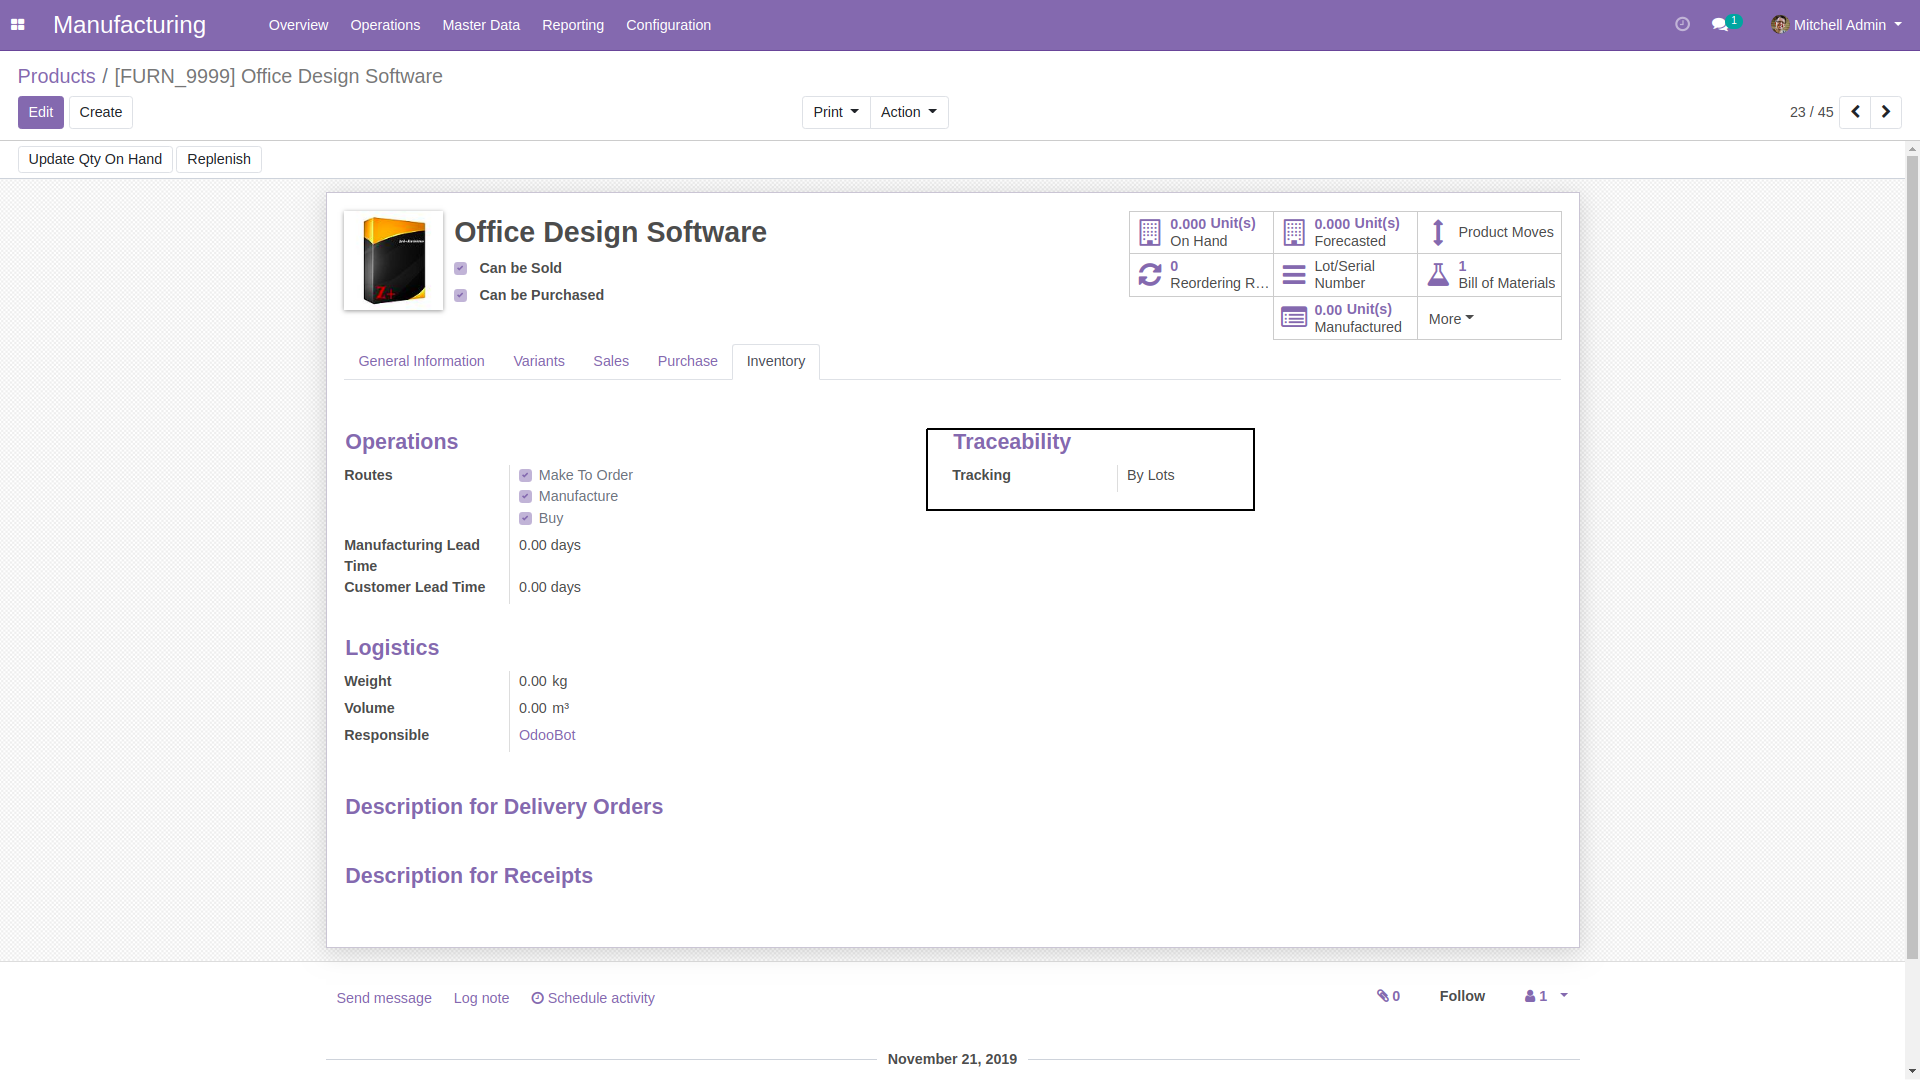 Manufacturing Overview Operations Master Data Reporting Configuration 1 Mitchell Admin
Products / [FURN_9999] Office Design Software
Edit Create Print Action 23 / 45
Update Qty On Hand Replenish
Office Design Software
Can be Sold
Can be Purchased
Z+
0.000 Unit(s)
On Hand
0.000 Unit(s)
Forecasted
Product Moves
0
Reordering R...
Lot/Serial
Number
1
Bill of Materials
0.00 Unit(s)
Manufactured
More
General Information Variants Sales Purchase Inventory
Operations
Routes
Make To Order
Manufacture
Buy
Manufacturing Lead
Time
0.00 days
Customer Lead Time 0.00 days
Traceability
Tracking By Lots
Logistics
Weight 0.00 kg
Volume 0.00 m³
Responsible OdooBot
Description for Delivery Orders
Description for Receipts
Send message Log note Schedule activity 0 Follow 1
November 21, 2019